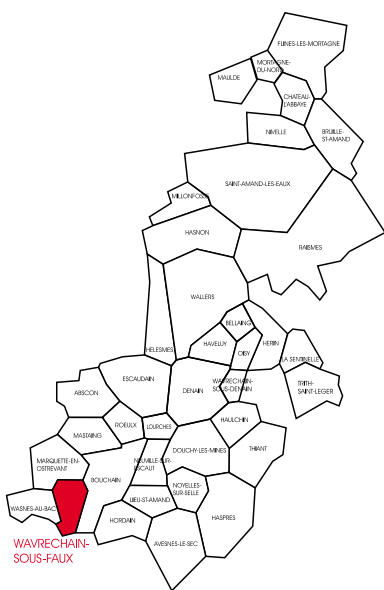 FLINES-LES-MORTAGNE
MORTAGNE-
DU-NORD
MAULDE
CHATEAU-
L'ABBAYE
NIVELLE
BRUILLE-
ST-AMAND
SAINT-AMAND-LES-EAUX
MILLONFOSSE
HASNON
RAISMES
WALLERS
BELLAING
HAVELUY
OISY
HERIN
HELESMES
LA SENTINELLE
ESCAUDAIN
WAVRECHAIN-
SOUS-DENAIN
TRITH-
SAINT-LEGER
ABSCON
DENAIN
ROEULX
LOURCHES
HAULCHIN
MASTAING
NEUVILLE-SUR-
ESCAUT
DOUCHY-LES-MINES
THIANT
MARQUETTE-EN-
OSTREVANT
BOUCHAIN
NOYELLES-
SUR-SELLE
LIEU-ST-AMAND
WASNES-AU-BAC
HORDAIN
HASPRES
AVESNES-LE-SEC
WAVRECHAIN-
SOUS-FAUX